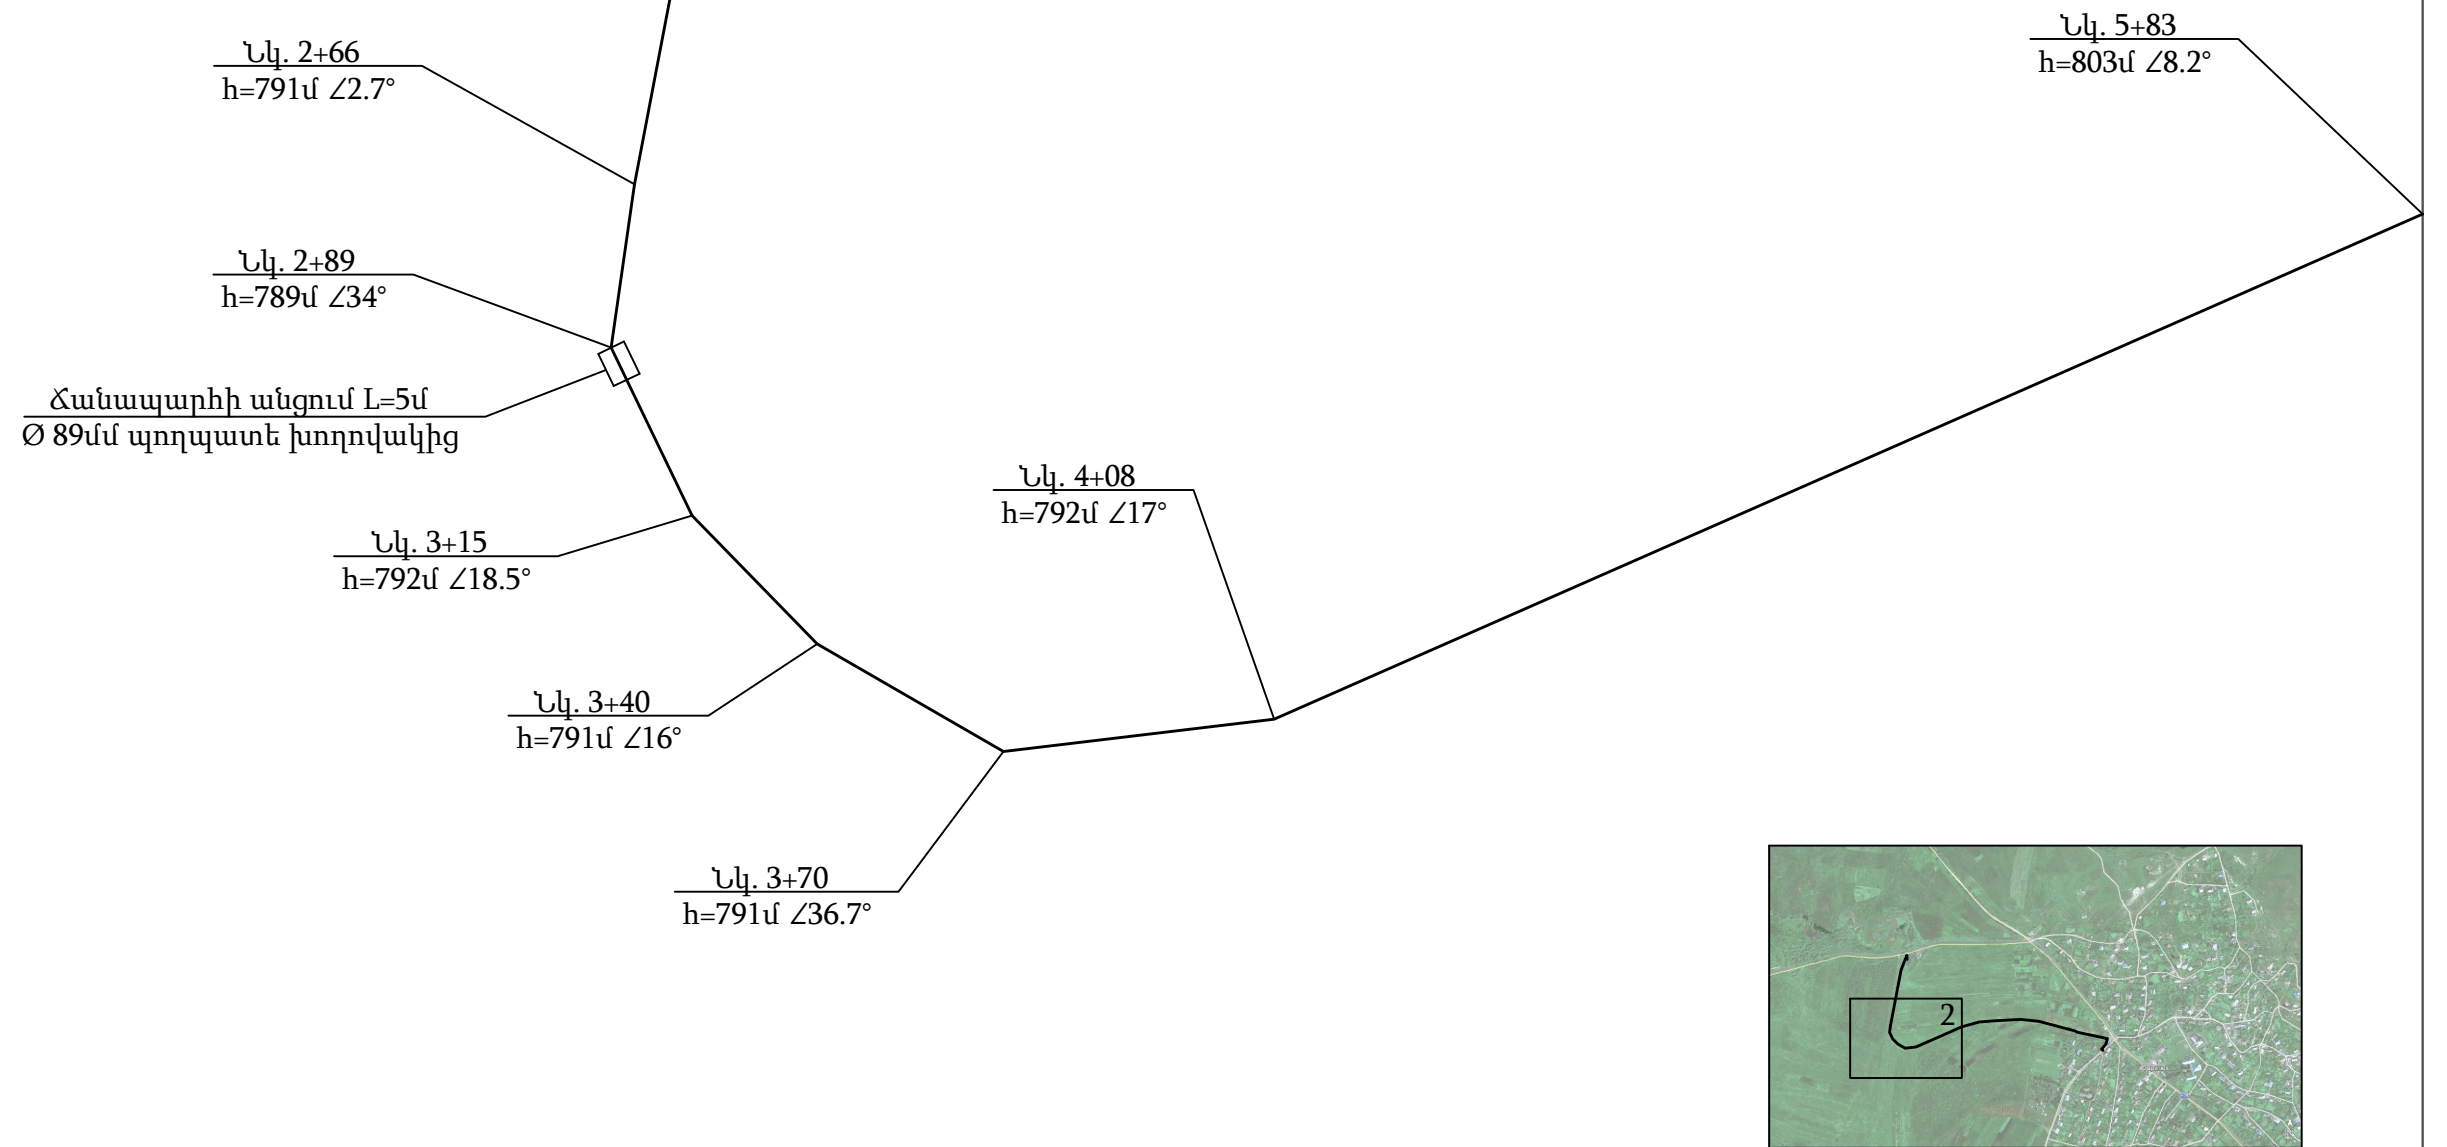 Նկ. 2+66
h=791մ ∠2.7°
Նկ. 5+83
h=803մ ∠8.2°
Նկ. 2+89
h=789մ ∠34°
Ճանապարհի անցում L=5մ
Ø 89մմ պողպատե խողովակից
Նկ. 4+08
h=792մ ∠17°
Նկ. 3+15
h=792մ ∠18.5°
Նկ. 3+40
h=791մ ∠16°
Նկ. 3+70
h=791մ ∠36.7°
2